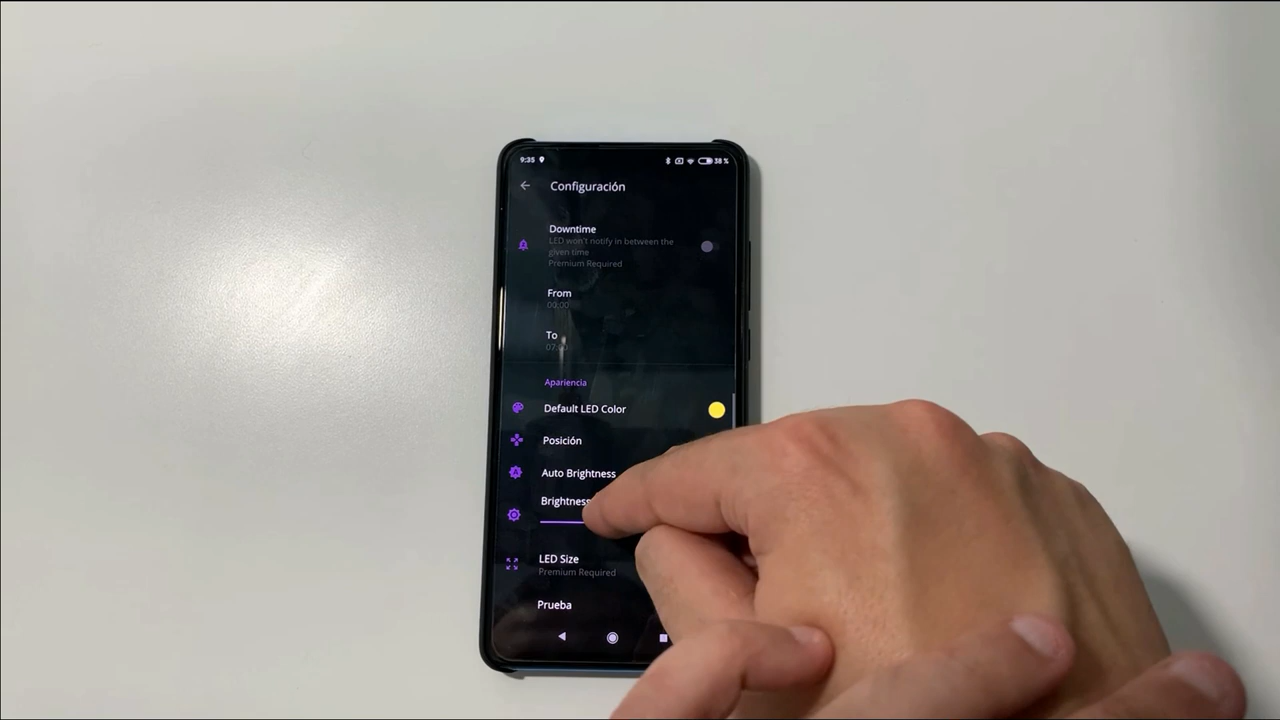 9:35 38 %
Configuración
Downtime
LED won't notify in between the
given time
Premium Required
From
00:00
To
Apariencia
Default LED Color
Posición
Auto Brightness
Brightness
LED Size
Premium Required
Prueba